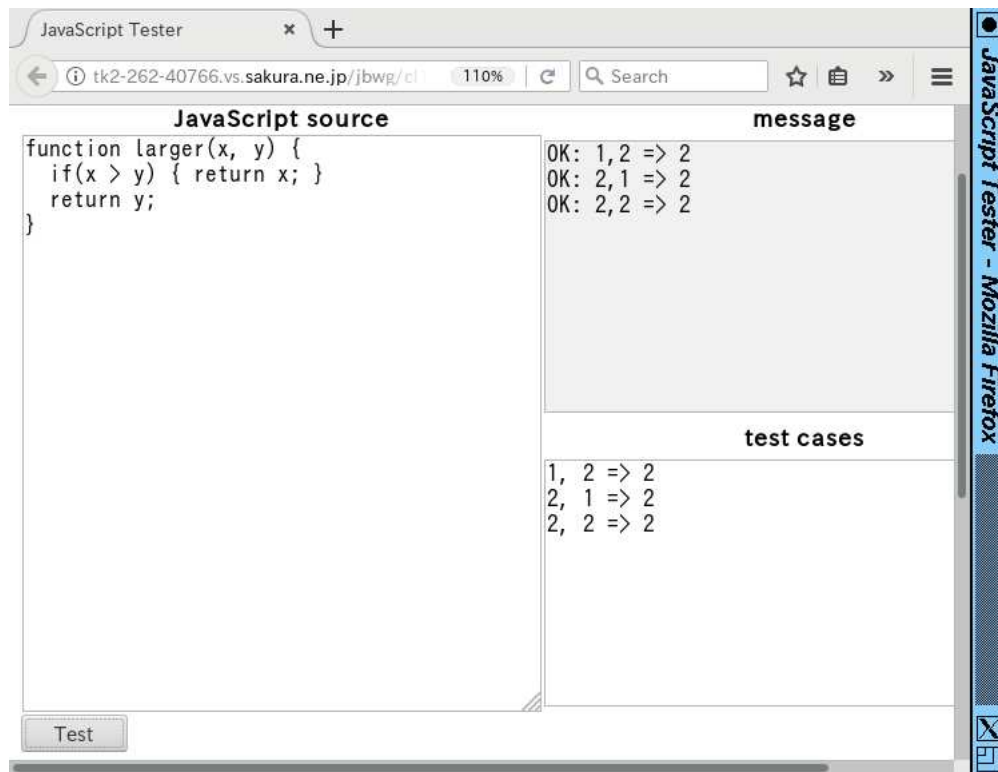 JavaScript Tester
tk2-262-40766.vs.sakura.ne.jp/jbwg/
110%
Search
JavaScript source
function larger(x, y) {
  if(x > y) { return x; }
  return y;
}
Test
message
OK: 1,2 => 2
OK: 2,1 => 2
OK: 2,2 => 2
test cases
1, 2 => 2
2, 1 => 2
2, 2 => 2
JavaScript Tester - Mozilla Firefox